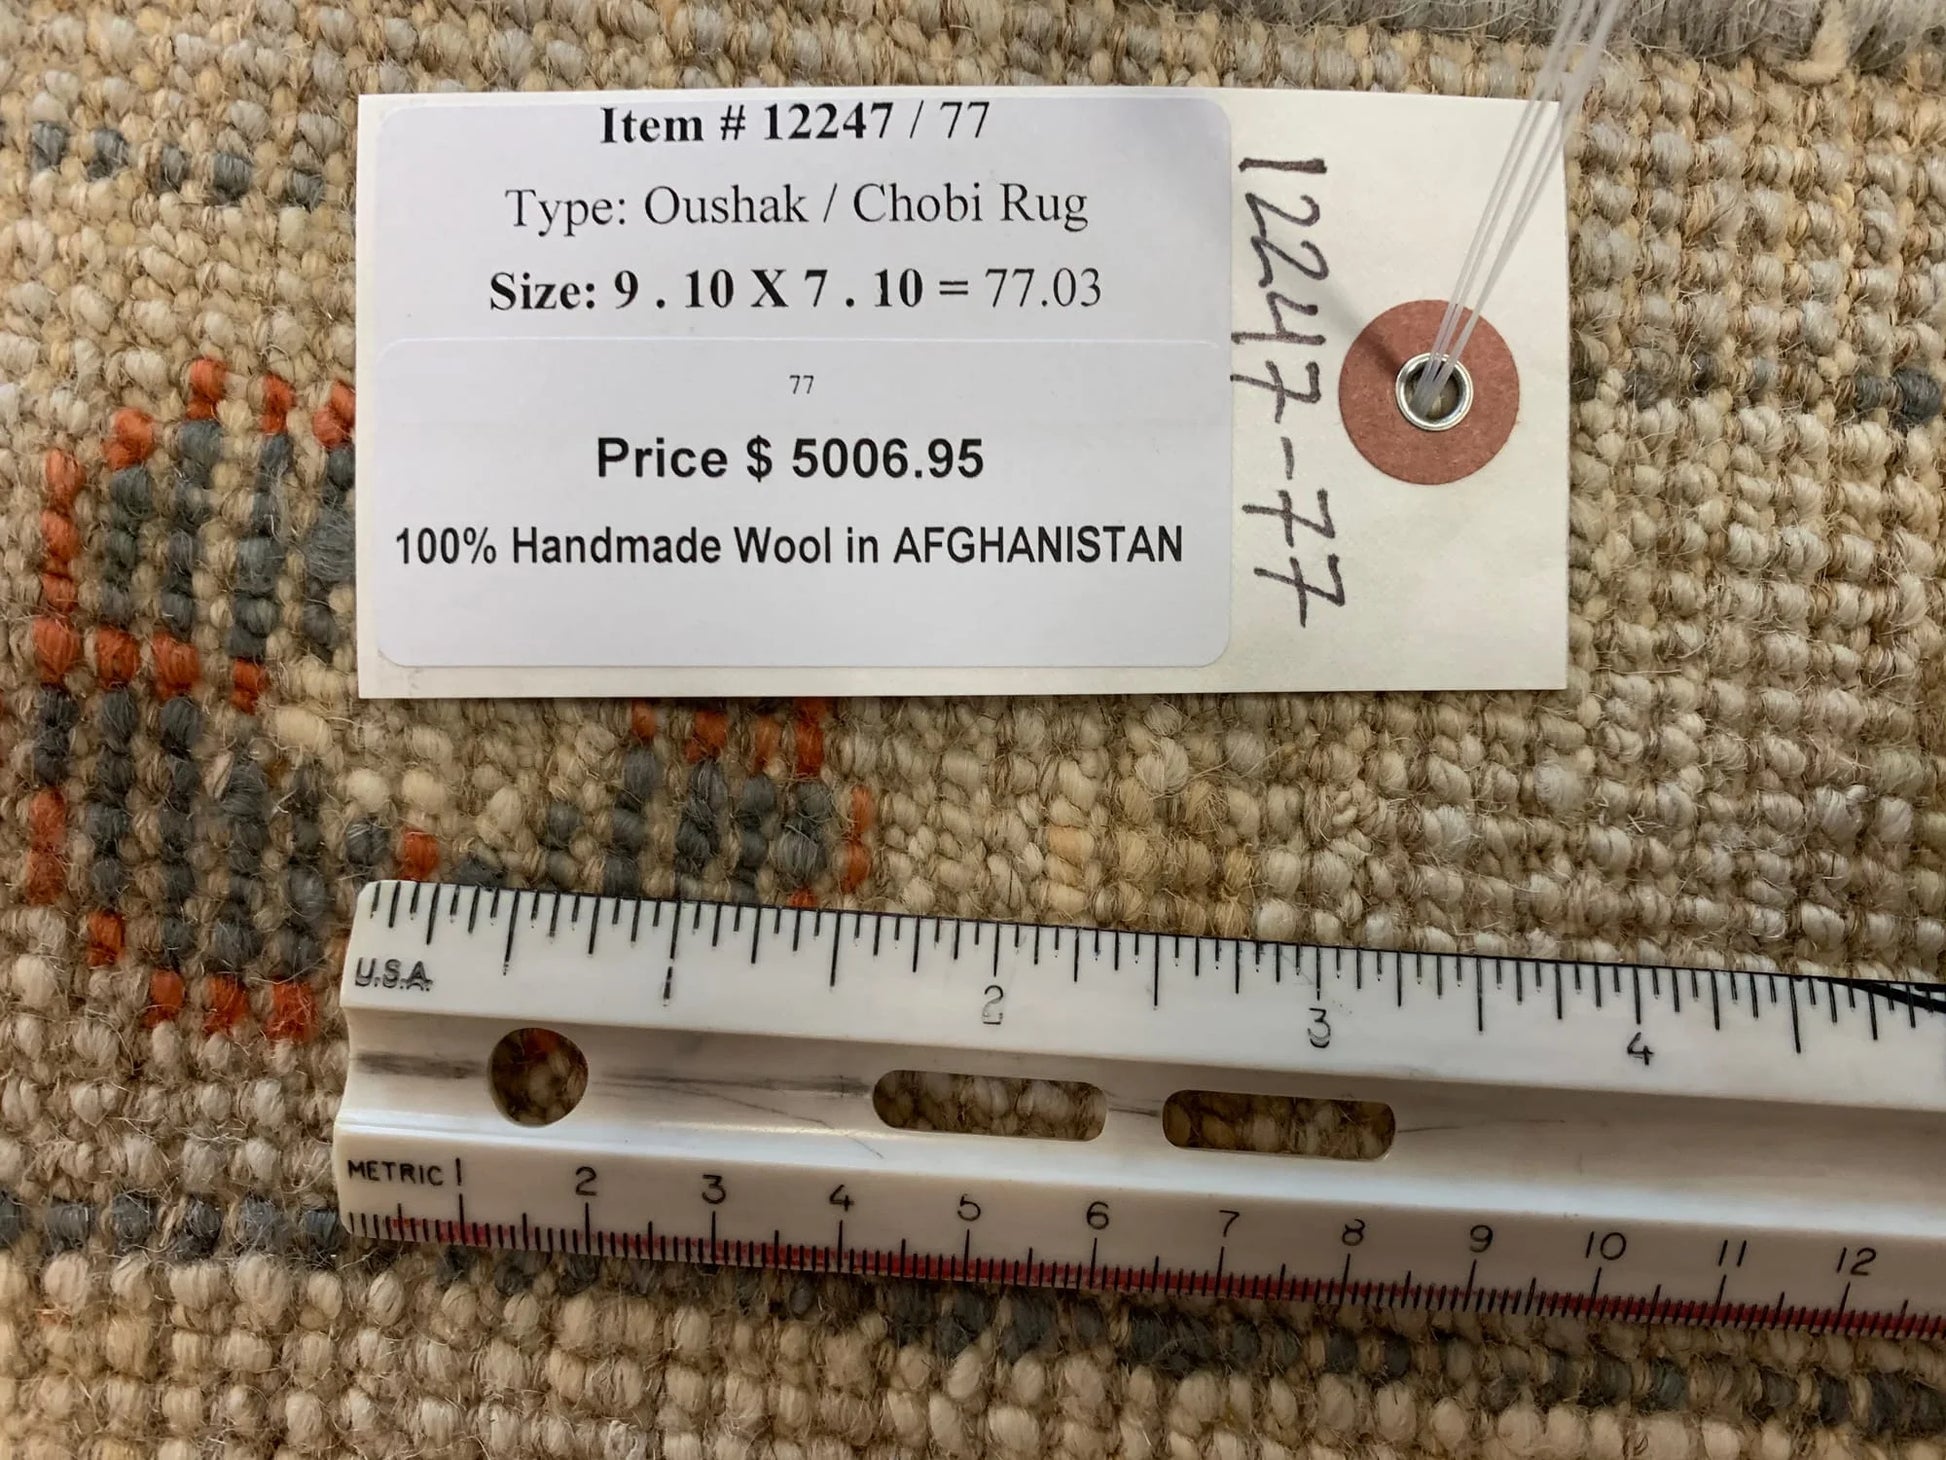 Item # 12247 / 77
Type: Oushak / Chobi Rug
Size: 9 . 10 X 7 . 10 = 77.03
77
Price $ 5006.95
100% Handmade Wool in AFGHANISTAN
12247-77
U.S.A.
2 3 4
METRIC 1 2 3 4 5 6 7 8 9 10 11 12